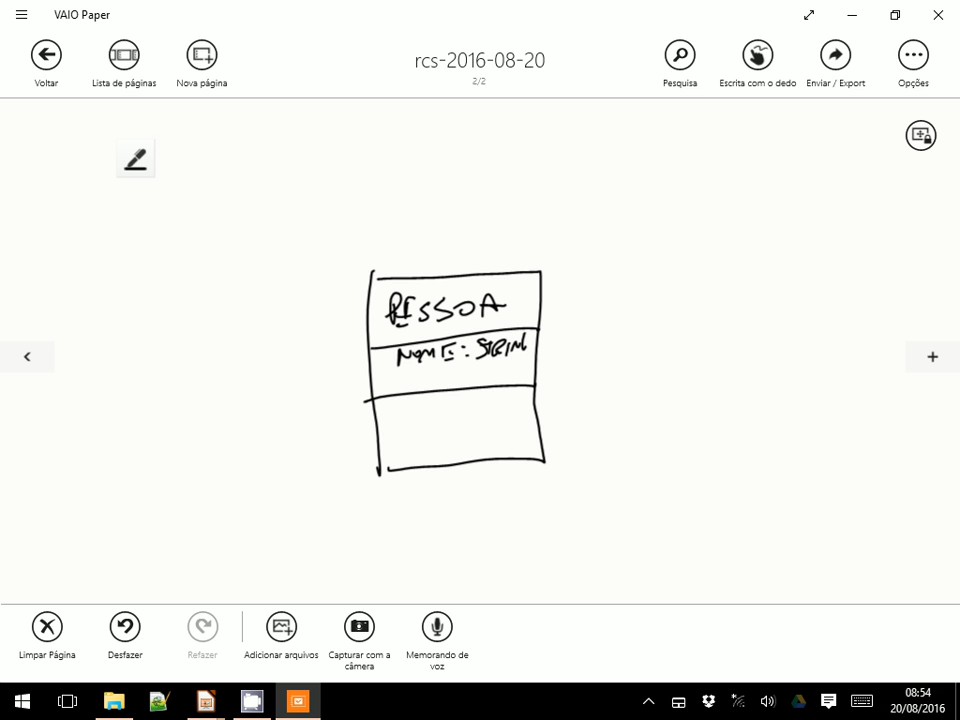 VAIO Paper
rcs-2016-08-20
2/2
Voltar
Lista de páginas
Nova página
Pesquisa
Escrita com o dedo
Enviar / Export
Opções
PESSOA
NOME: STRING
Limpar Página
Desfazer
Refazer
Adicionar arquivos
Capturar com a
câmera
Memorando de
voz
08:54
20/08/2016